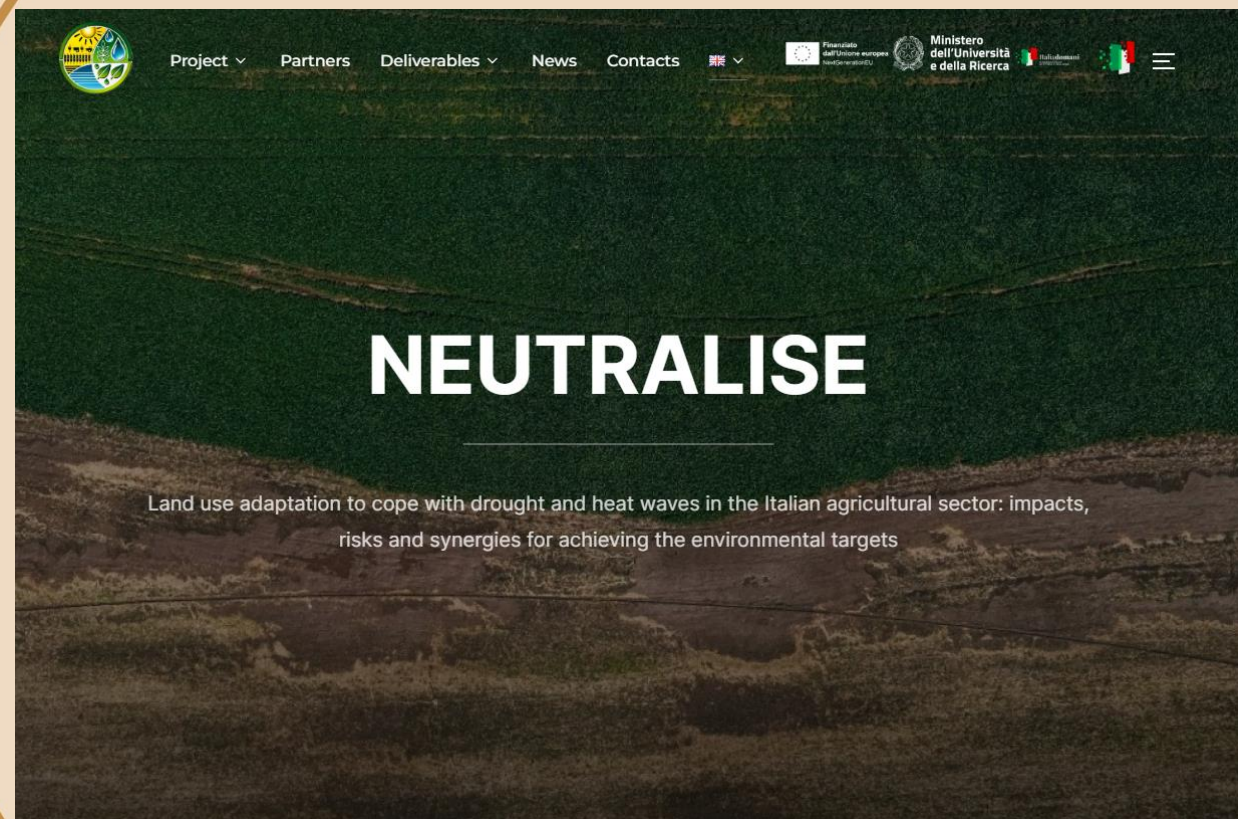 Project
Partners
Deliverables
News
Contacts
Finanziato
dall'Unione europea
NextGenerationEU
Ministero
dell'Università
e della Ricerca
Italiadomani
NEUTRALISE
Land use adaptation to cope with drought and heat waves in the Italian agricultural sector: impacts,
risks and synergies for achieving the environmental targets